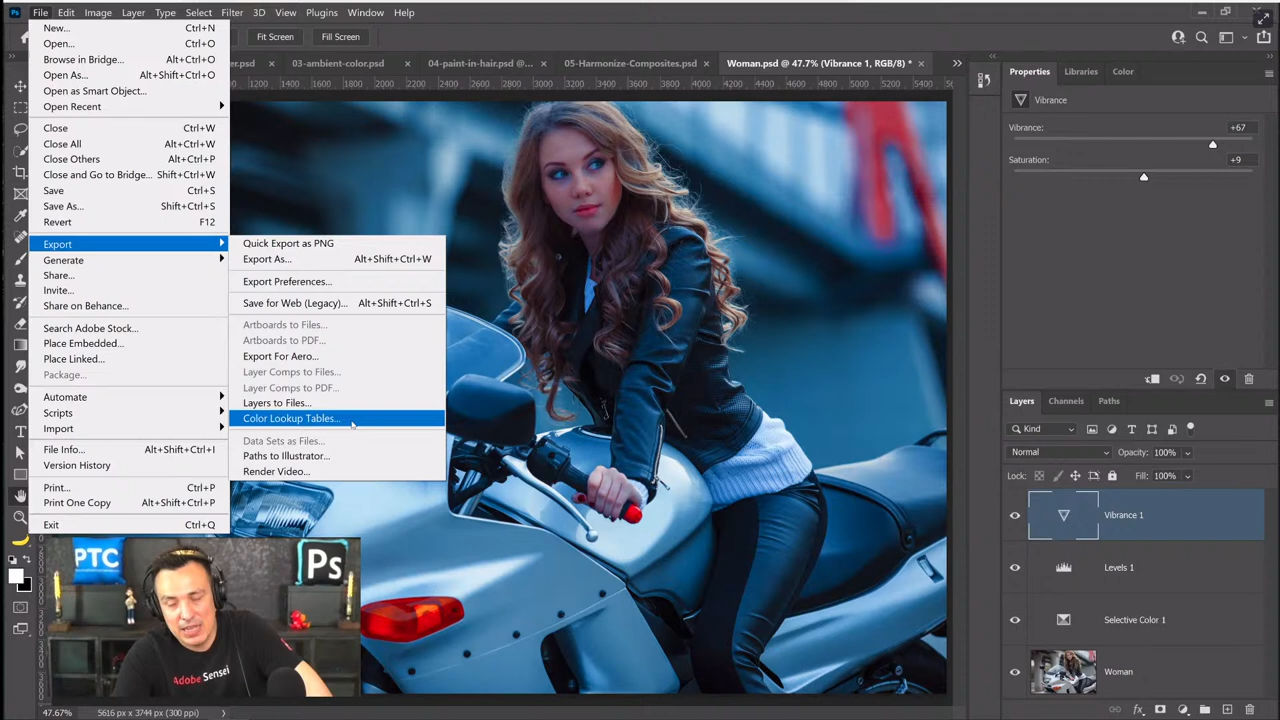 Ps File Edit Image Layer Type Select Filter 3D View Plugins Window Help
Fit Screen Fill Screen
03-ambient-color.psd × 04-paint-in-hair.psd @... × 05-Harmonize-Composites.psd × Woman.psd @ 47.7% (Vibrance 1, RGB/8) * ×
New... Ctrl+N
Open... Ctrl+O
Browse in Bridge... Alt+Ctrl+O
Open As... Alt+Shift+Ctrl+O
Open as Smart Object...
Open Recent
Close Ctrl+W
Close All Alt+Ctrl+W
Close Others Alt+Ctrl+P
Close and Go to Bridge... Shift+Ctrl+W
Save Ctrl+S
Save As... Shift+Ctrl+S
Revert F12
Export
Generate
Share...
Invite...
Share on Behance...
Search Adobe Stock...
Place Embedded...
Place Linked...
Package...
Automate
Scripts
Import
File Info... Alt+Shift+Ctrl+I
Version History
Print... Ctrl+P
Print One Copy Alt+Shift+Ctrl+P
Exit Ctrl+Q
Quick Export as PNG
Export As... Alt+Shift+Ctrl+W
Export Preferences...
Save for Web (Legacy)... Alt+Shift+Ctrl+S
Artboards to Files...
Artboards to PDF...
Export For Aero...
Layer Comps to Files...
Layer Comps to PDF...
Layers to Files...
Color Lookup Tables...
Data Sets as Files...
Paths to Illustrator...
Render Video...
Properties Libraries Color
Vibrance
Vibrance: +67
Saturation: +9
Layers Channels Paths
Kind
Normal Opacity: 100%
Lock: Fill: 100%
Vibrance 1
Levels 1
Selective Color 1
Woman
PTC
Ps
Adobe Sensei
47.67% 5616 px x 3744 px (300 ppi)